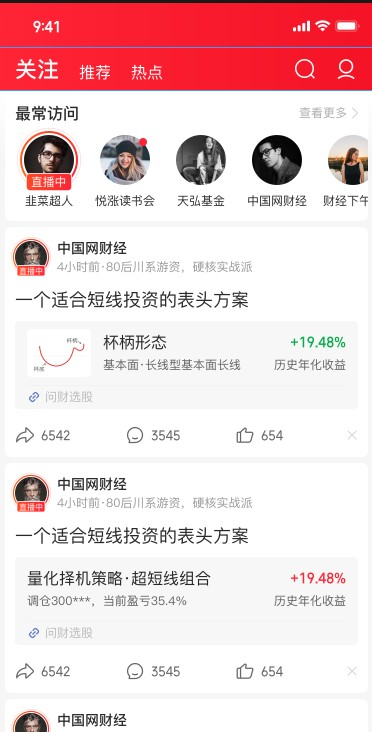 9:41
关注 推荐 热点
最常访问 查看更多
直播中
韭菜超人 悦涨读书会 天弘基金 中国网财经 财经下午
中国网财经
4小时前·80后川系游资，硬核实战派
直播中
一个适合短线投资的表头方案
杯柄
杯底
杯柄形态 +19.48%
基本面·长线型基本面长线 历史年化收益
问财选股
6542 3545 654
中国网财经
4小时前·80后川系游资，硬核实战派
直播中
一个适合短线投资的表头方案
量化择机策略·超短线组合 +19.48%
调仓300***，当前盈亏35.4% 历史年化收益
问财选股
6542 3545 654
中国网财经